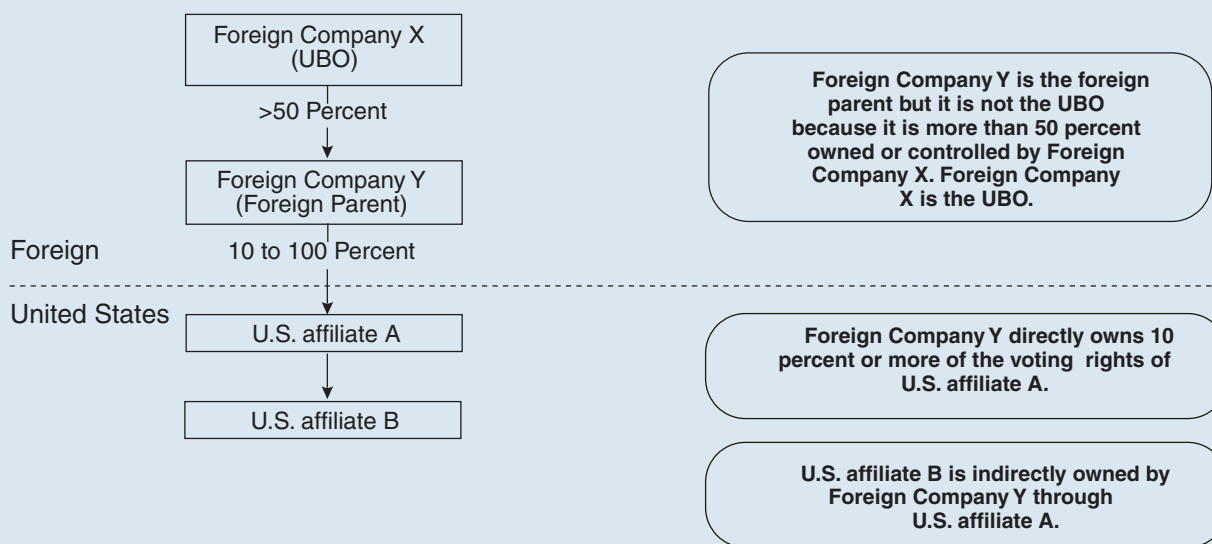 Foreign Company X
(UBO)
>50 Percent
Foreign Company Y
(Foreign Parent)
Foreign
10 to 100 Percent
United States
U.S. affiliate A
U.S. affiliate B
Foreign Company Y is the foreign
parent but it is not the UBO
because it is more than 50 percent
owned or controlled by Foreign
Company X. Foreign Company
X is the UBO.
Foreign Company Y directly owns 10
percent or more of the voting rights of
U.S. affiliate A.
U.S. affiliate B is indirectly owned by
Foreign Company Y through
U.S. affiliate A.